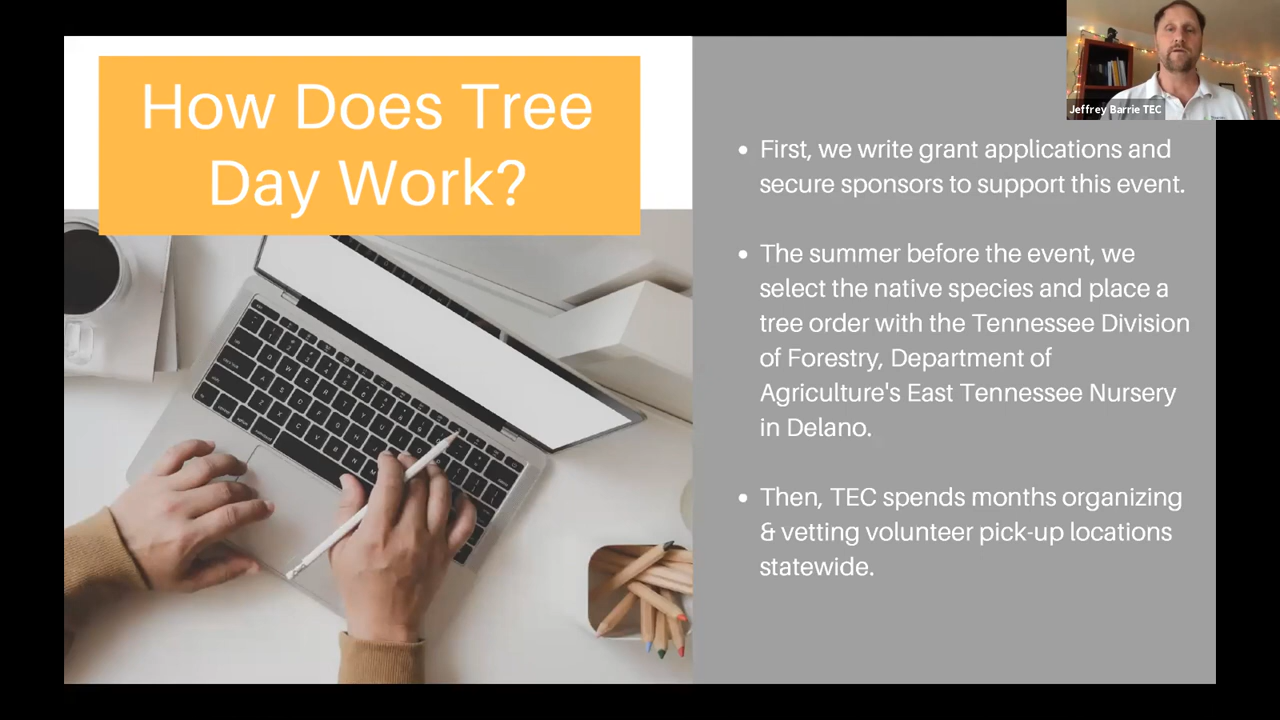 How Does Tree
Day Work?
Jeffrey Barrie TEC
• First, we write grant applications and
secure sponsors to support this event.
• The summer before the event, we
select the native species and place a
tree order with the Tennessee Division
of Forestry, Department of
Agriculture's East Tennessee Nursery
in Delano.
• Then, TEC spends months organizing
& vetting volunteer pick-up locations
statewide.